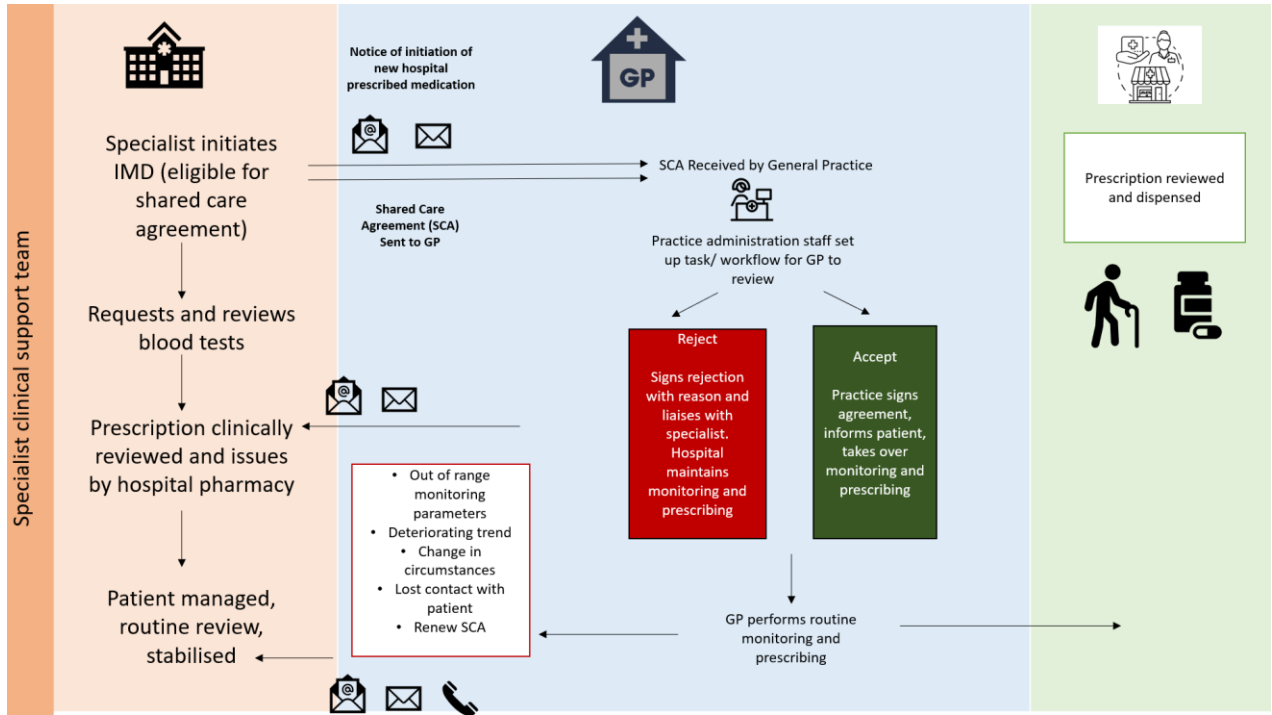 Specialist clinical support team
Specialist initiates
IMD (eligible for
shared care
agreement)
Requests and reviews
blood tests
Prescription clinically
reviewed and issues
by hospital pharmacy
Patient managed,
routine review,
stabilised
Notice of initiation of
new hospital
prescribed medication
@
Shared Care
Agreement (SCA)
Sent to GP
@
• Out of range
monitoring
parameters
• Deteriorating trend
• Change in
circumstances
• Lost contact with
patient
• Renew SCA
@
GP
SCA Received by General Practice
Practice administration staff set
up task/ workflow for GP to
review
Reject
Signs rejection
with reason and
liaises with
specialist.
Hospital
maintains
monitoring and
prescribing
Accept
Practice signs
agreement,
informs patient,
takes over
monitoring and
prescribing
GP performs routine
monitoring and
prescribing
Prescription reviewed
and dispensed